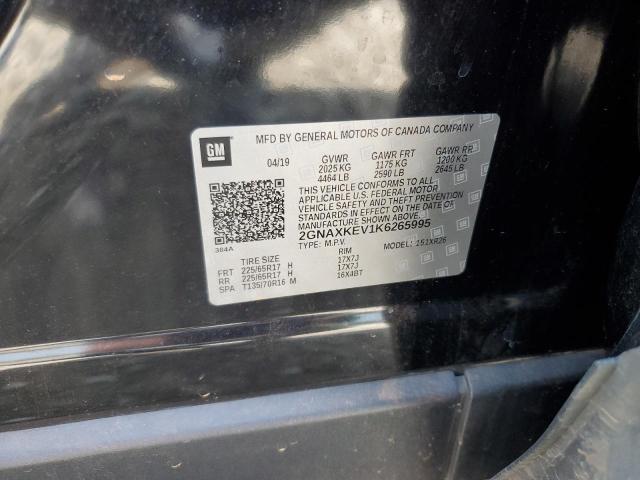 MFD BY GENERAL MOTORS OF CANADA COMPANY
GM
04/19 GVWR GAWR FRT GAWR RR
2025 KG 1175 KG 1200 KG
4464 LB 2590 LB 2645 LB
THIS VEHICLE CONFORMS TO ALL
APPLICABLE U.S. FEDERAL MOTOR
VEHICLE SAFETY AND THEFT PREVENTION
STANDARDS IN EFFECT ON THE DATE OF
MANUFACTURE SHOWN ABOVE.
384A
2GNAXKEV1K6265995
TYPE: M.P.V. MODEL: 1S1XR26
TIRE SIZE RIM
FRT 225/65R17 H 17X7J
RR 225/65R17 H 17X7J
SPA T135/70R16 M 16X4BT